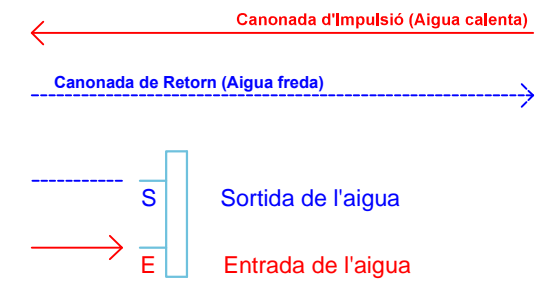 Canonada d'Impulsió (Aigua calenta)
Canonada de Retorn (Aigua freda)
S Sortida de l'aigua
E Entrada de l'aigua